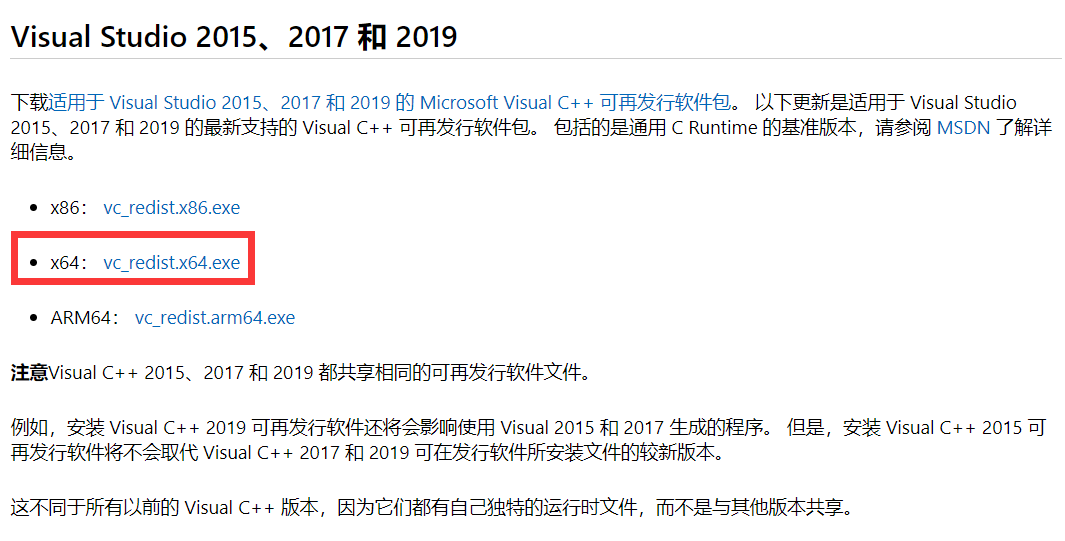 Visual Studio 2015、2017 和 2019
下载适用于 Visual Studio 2015、2017 和 2019 的 Microsoft Visual C++ 可再发行软件包。 以下更新是适用于 Visual Studio
2015、2017 和 2019 的最新支持的 Visual C++ 可再发行软件包。 包括的是通用 C Runtime 的基准版本，请参阅 MSDN 了解详
细信息。
• x86： vc_redist.x86.exe
• x64： vc_redist.x64.exe
• ARM64： vc_redist.arm64.exe
注意Visual C++ 2015、2017 和 2019 都共享相同的可再发行软件文件。
例如，安装 Visual C++ 2019 可再发行软件还将会影响使用 Visual 2015 和 2017 生成的程序。 但是，安装 Visual C++ 2015 可
再发行软件将不会取代 Visual C++ 2017 和 2019 可在发行软件所安装文件的较新版本。
这不同于所有以前的 Visual C++ 版本，因为它们都有自己独特的运行时文件，而不是与其他版本共享。